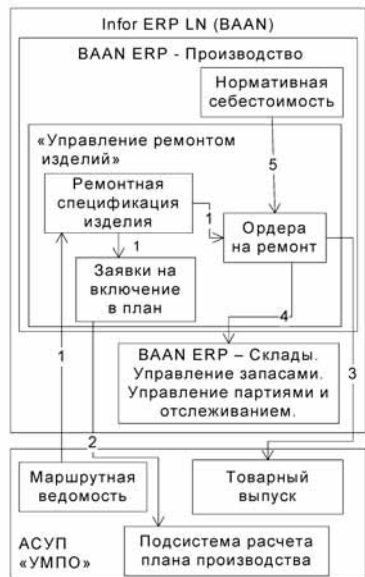 Infor ERP LN (BAAN)
BAAN ERP - Производство
Нормативная
себестоимость
«Управление ремонтом
изделий»
5
Ремонтная
спецификация
изделия
1
Ордера
на ремонт
1
Заявки на
включение
в план
4
1
BAAN ERP – Склады.
Управление запасами.
Управление партиями и
отслеживанием.
3
2
Маршрутная
ведомость
Товарный
выпуск
АСУП
«УМПО»
Подсистема расчета
плана производства